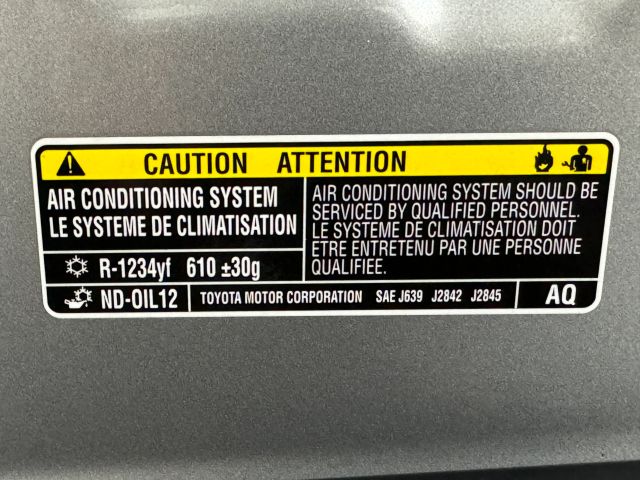 CAUTION ATTENTION
AIR CONDITIONING SYSTEM
LE SYSTEME DE CLIMATISATION
R-1234yf 610 ±30g
AIR CONDITIONING SYSTEM SHOULD BE
SERVICED BY QUALIFIED PERSONNEL.
LE SYSTEME DE CLIMATISATION DOIT
ETRE ENTRETENU PAR UNE PERSONNE
QUALIFIEE.
ND-OIL12 TOYOTA MOTOR CORPORATION SAE J639 J2842 J2845 AQ